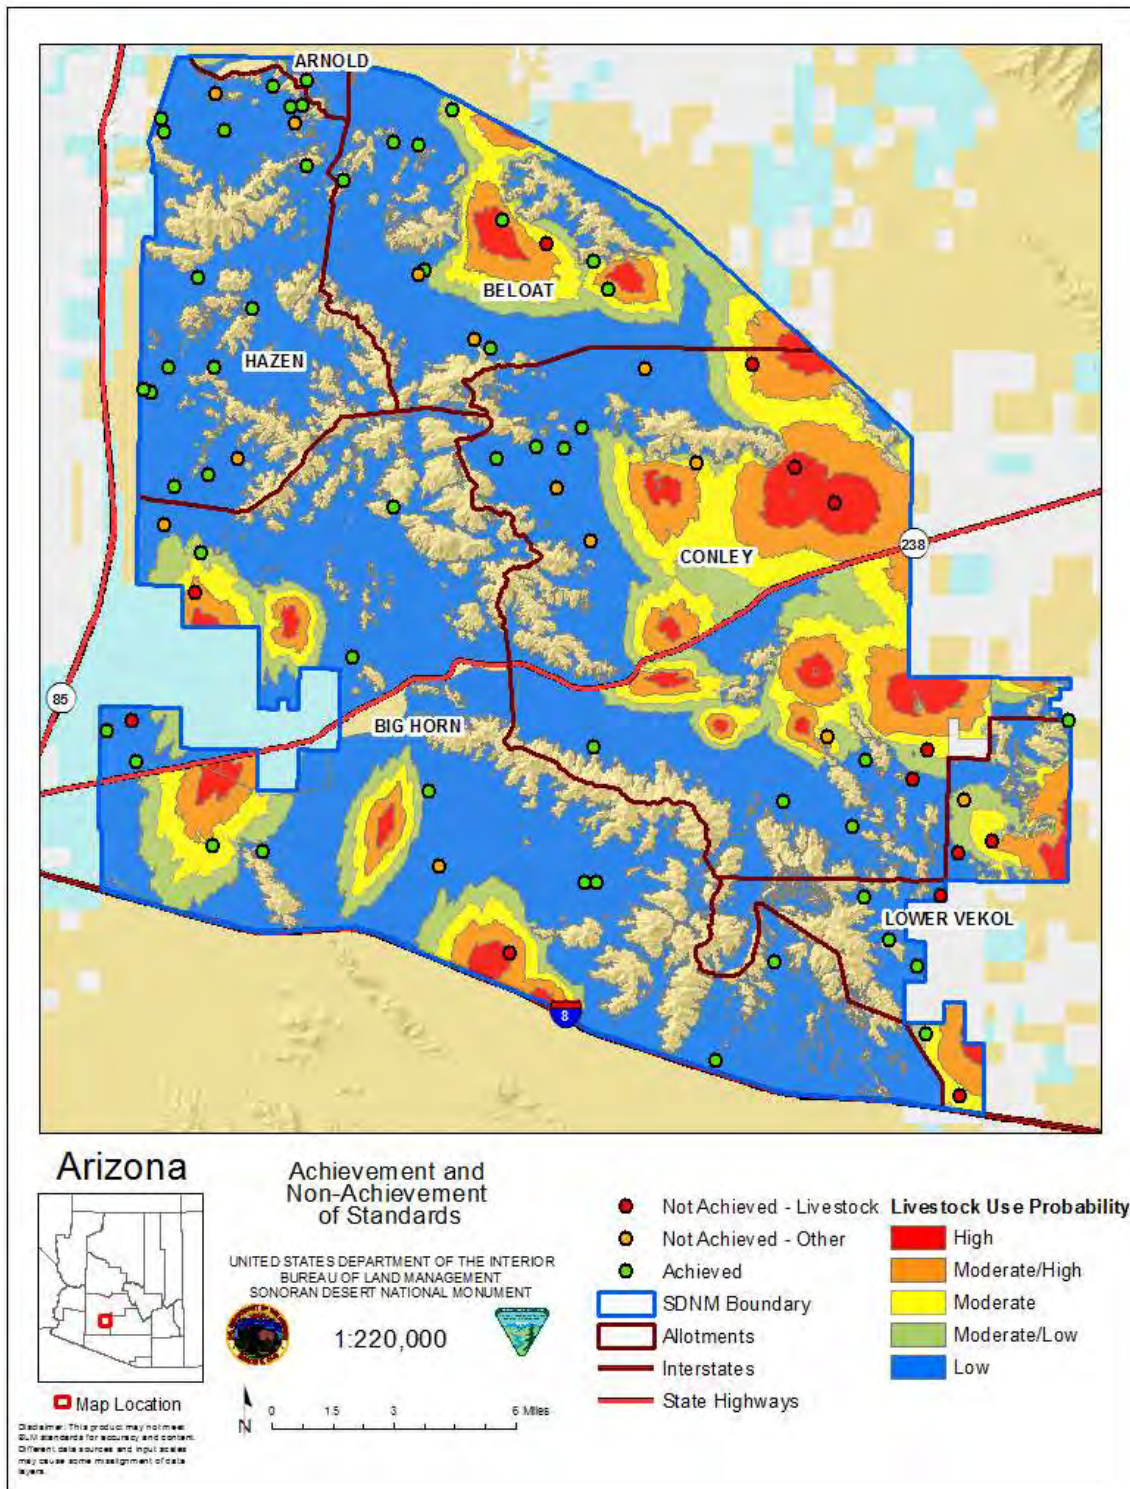 ARNOLD
BELOAT
HAZEN
CONLEY
238
85
BIG HORN
LOWER VEKOL
8
Arizona
Map Location
Disclaimer: This product may not meet
BLM standards for accuracy and content.
Different data sources and input scales
may cause some misalignment of data
layers.
Achievement and
Non-Achievement
of Standards
UNITED STATES DEPARTMENT OF THE INTERIOR
BUREAU OF LAND MANAGEMENT
SONORAN DESERT NATIONAL MONUMENT
1:220,000
N
0 1.5 3 6 Miles
Not Achieved - Livestock
Not Achieved - Other
Achieved
SDNM Boundary
Allotments
Interstates
State Highways
Livestock Use Probability
High
Moderate/High
Moderate
Moderate/Low
Low